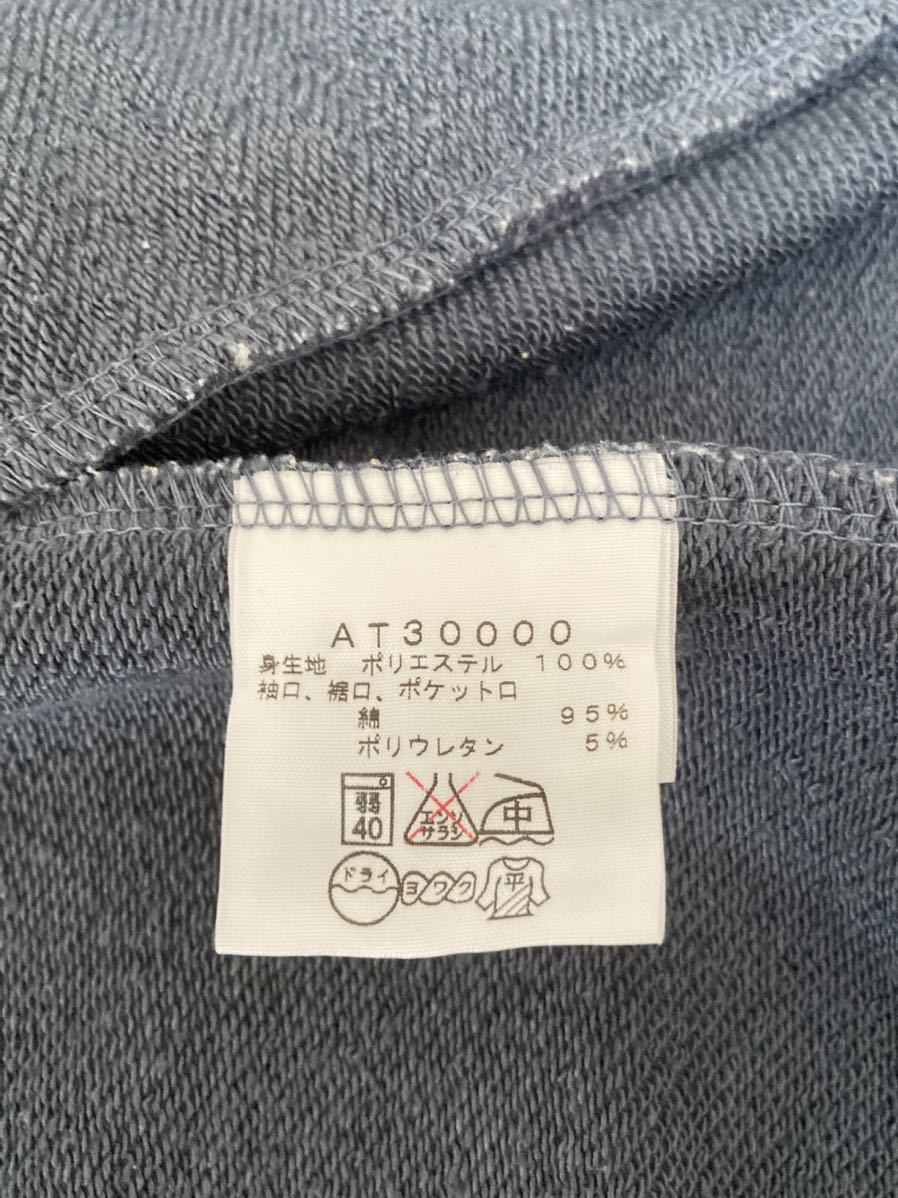 AT30000
身生地 ポリエステル 100%
袖口、裾口、ポケット口
綿 95%
ポリウレタン 5%
弱 40 エンソサラシ 中
ドライ ヨワク 平